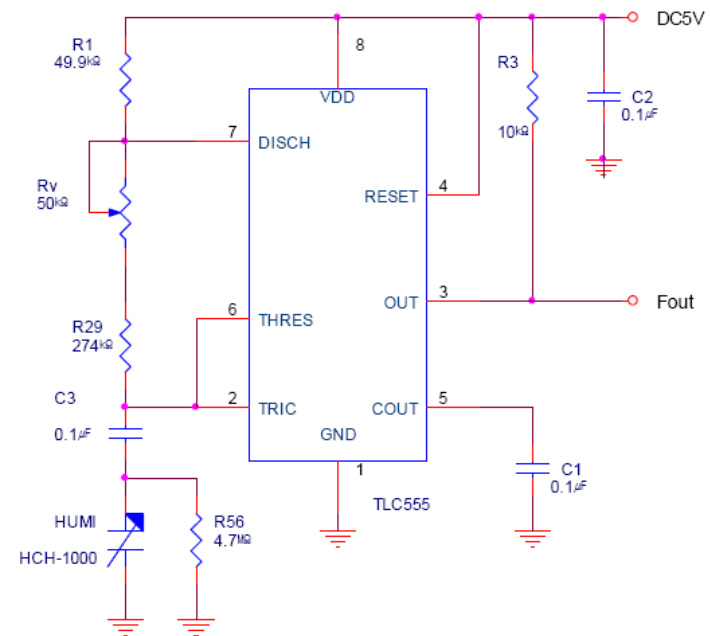 DC5V
R1
49.9㏀
8
R3
10㏀
C2
0.1㎌
VDD
7
DISCH
Rv
50㏀
4
RESET
OUT
3
Fout
6
THRES
R29
274㏀
C3
0.1㎌
2
TRIC
COUT
5
GND
1
C1
0.1㎌
TLC555
HUMI
HCH-1000
R56
4.7㏁